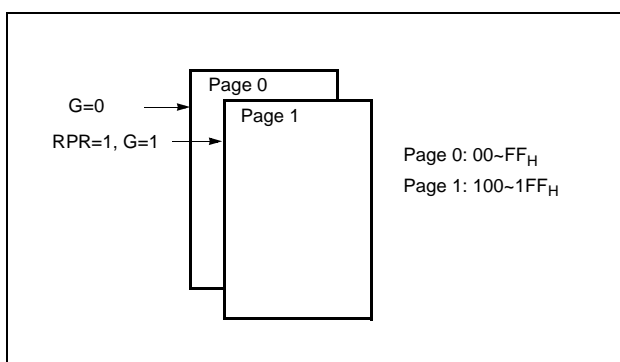 Page 0
G=0
Page 1
RPR=1, G=1
Page 0: 00~FFH
Page 1: 100~1FFH